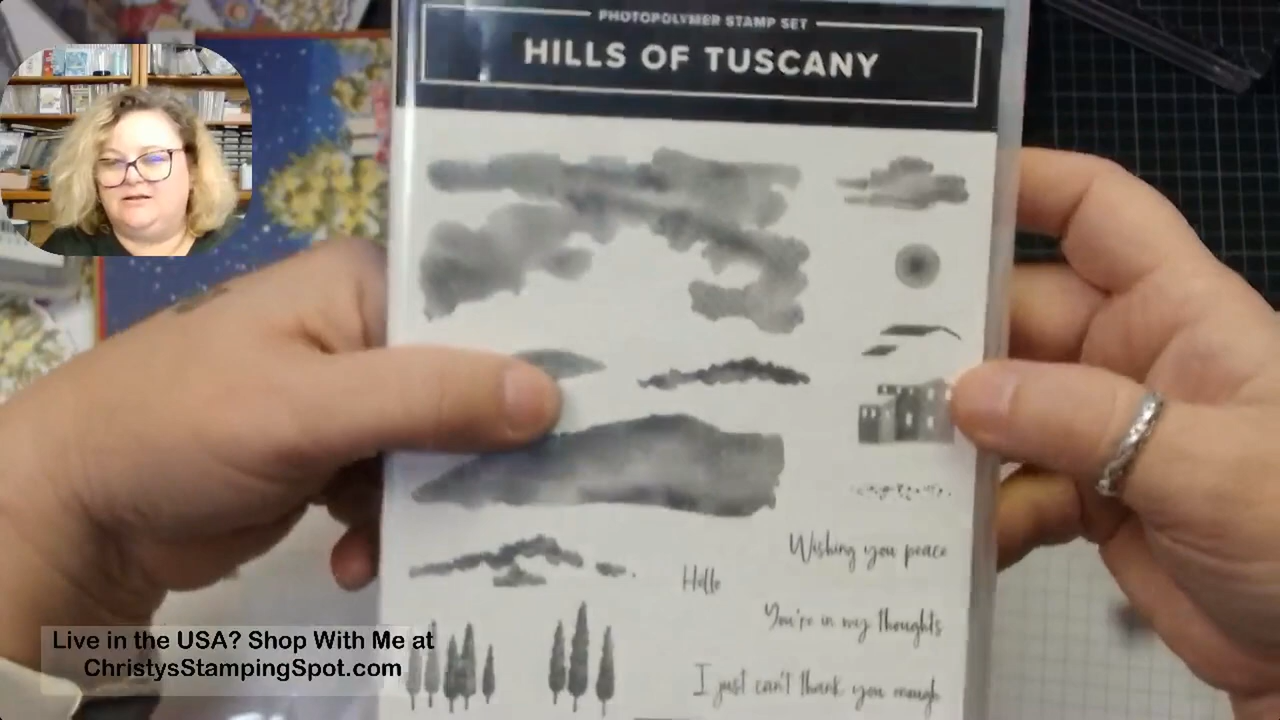 PHOTOPOLYMER STAMP SET
HILLS OF TUSCANY
Wishing you peace
Hello
You're in my thoughts
I just can't thank you enough
Live in the USA? Shop With Me at
ChristysStampingSpot.com